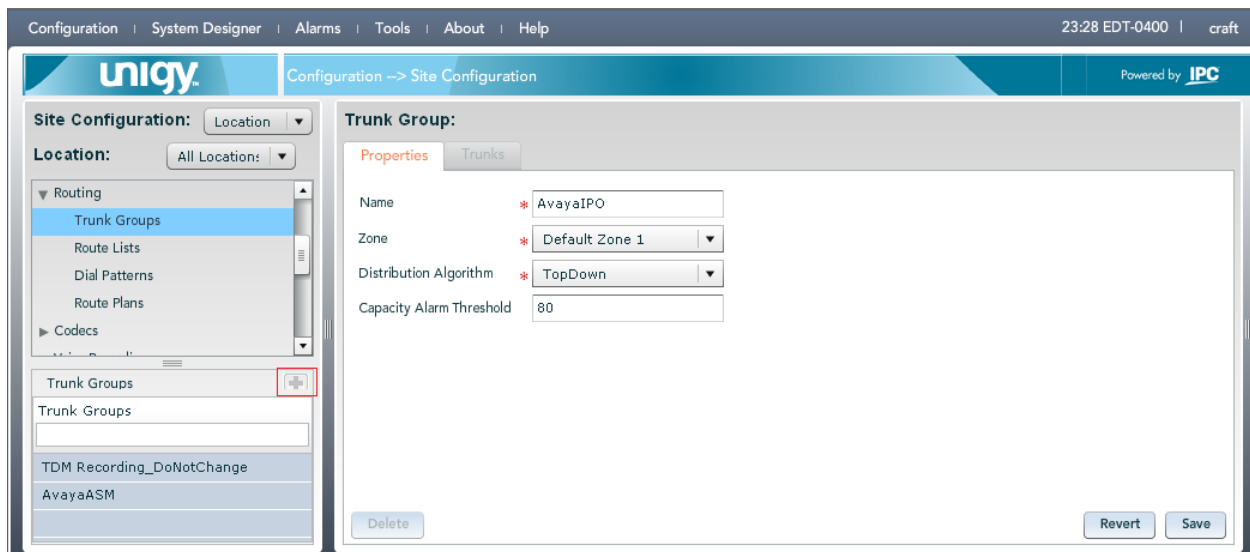 Configuration | System Designer | Alarms | Tools | About | Help 23:28 EDT-0400 | craft
unigy Configuration --> Site Configuration Powered by IPC
Site Configuration: Location
Location: All Location:
Routing
Trunk Groups
Route Lists
Dial Patterns
Route Plans
Codecs
Trunk Groups
Trunk Groups
TDM Recording_DoNotChange
AvayaASM
Trunk Group:
Properties Trunks
Name * AvayaIPO
Zone * Default Zone 1
Distribution Algorithm * TopDown
Capacity Alarm Threshold 80
Delete Revert Save